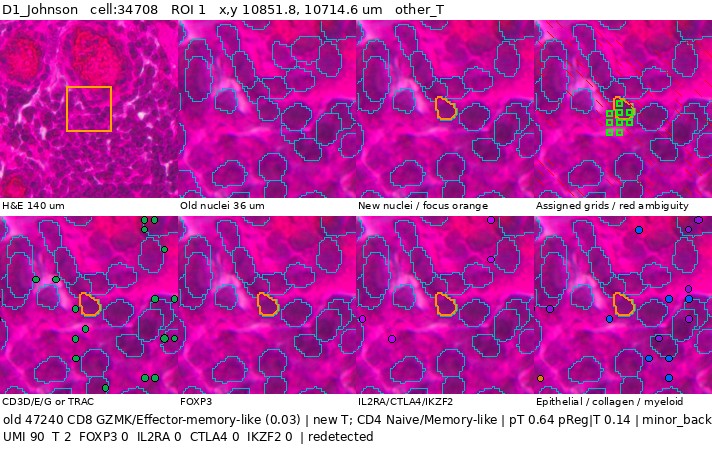 D1_Johnson   cell:34708   ROI 1   x,y 10851.8, 10714.6 um   other_T
H&E 140 um
Old nuclei 36 um
New nuclei / focus orange
Assigned grids / red ambiguity
CD3D/E/G or TRAC
FOXP3
IL2RA/CTLA4/IKZF2
Epithelial / collagen / myeloid
old 47240 CD8 GZMK/Effector-memory-like (0.03) | new T; CD4 Naive/Memory-like | pT 0.64 pReg|T 0.14 | minor_back
UMI 90  T 2  FOXP3 0  IL2RA 0  CTLA4 0  IKZF2 0  | redetected